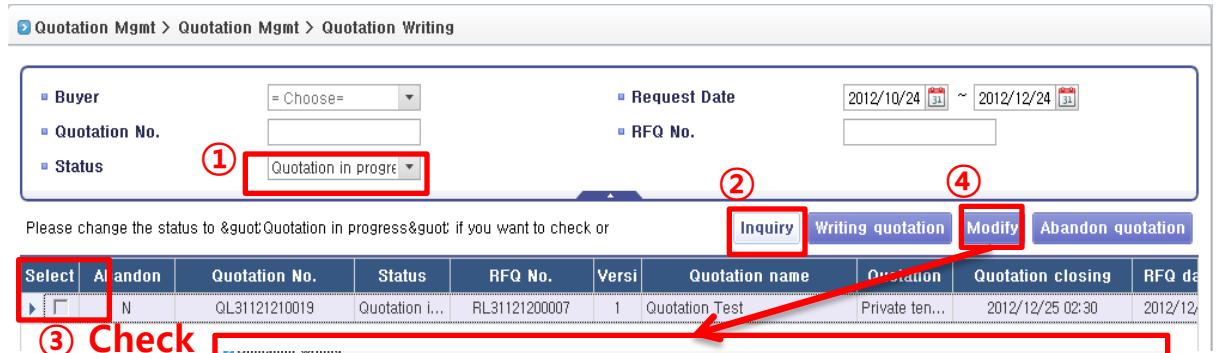 Quotation Mgmt > Quotation Mgmt > Quotation Writing
Buyer = Choose= Request Date 2012/10/24 31 ~ 2012/12/24 31
Quotation No. RFQ No.
① Status Quotation in progre
② ④
Please change the status to &quot;Quotation in progress&quot; if you want to check or Inquiry Writing quotation Modify Abandon quotation
Select Abandon Quotation No. Status RFQ No. Versi Quotation name Quotation Quotation closing RFQ da
N QL31121210019 Quotation i... RL31121200007 1 Quotation Test Private ten... 2012/12/25 02:30 2012/12/
③ Check